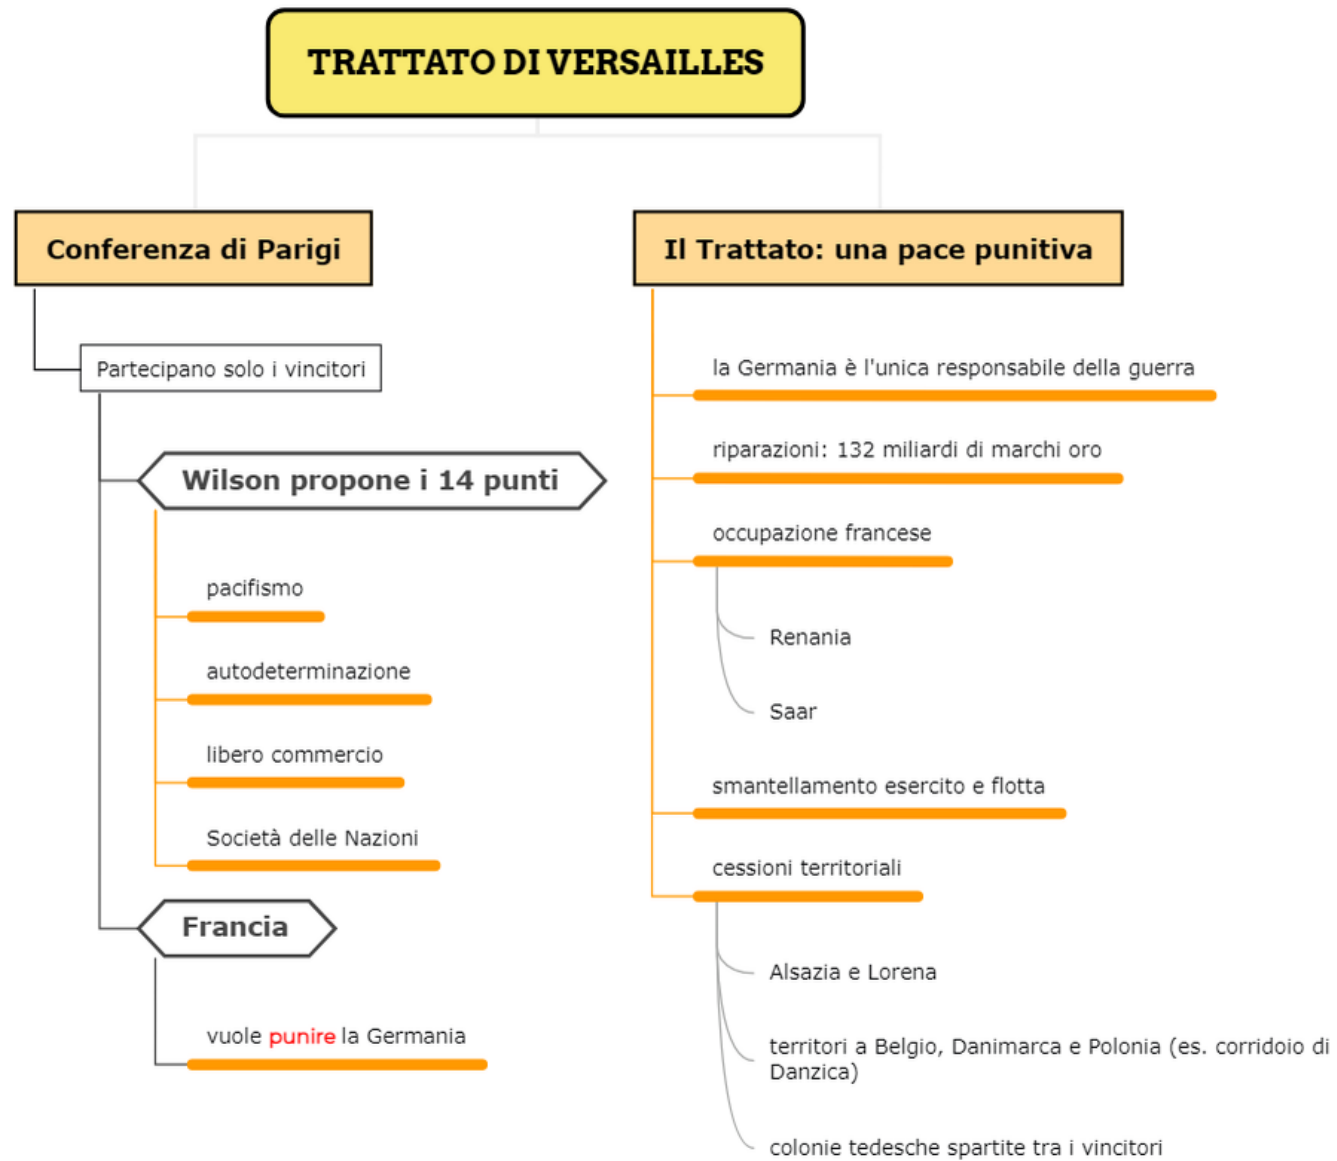 TRATTATO DI VERSAILLES
Conferenza di Parigi
Partecipano solo i vincitori
Wilson propone i 14 punti
pacifismo
autodeterminazione
libero commercio
Società delle Nazioni
Francia
vuole punire la Germania
Il Trattato: una pace punitiva
la Germania è l'unica responsabile della guerra
riparazioni: 132 miliardi di marchi oro
occupazione francese
Renania
Saar
smantellamento esercito e flotta
cessioni territoriali
Alsazia e Lorena
territori a Belgio, Danimarca e Polonia (es. corridoio di
Danzica)
colonie tedesche spartite tra i vincitori